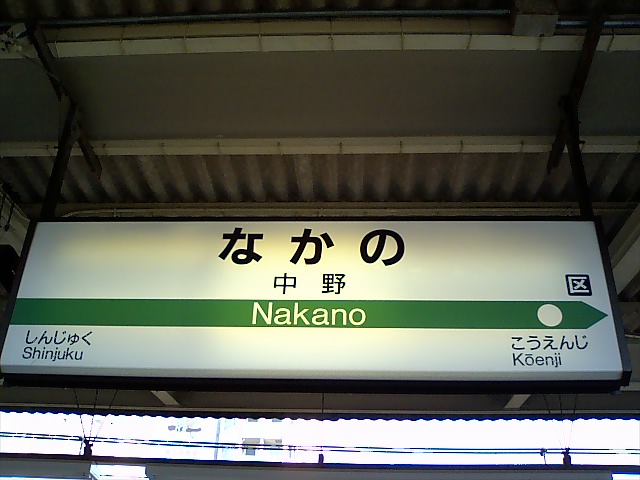 なかの
中野
区
Nakano
しんじゅく
Shinjuku
こうえんじ
Kōenji